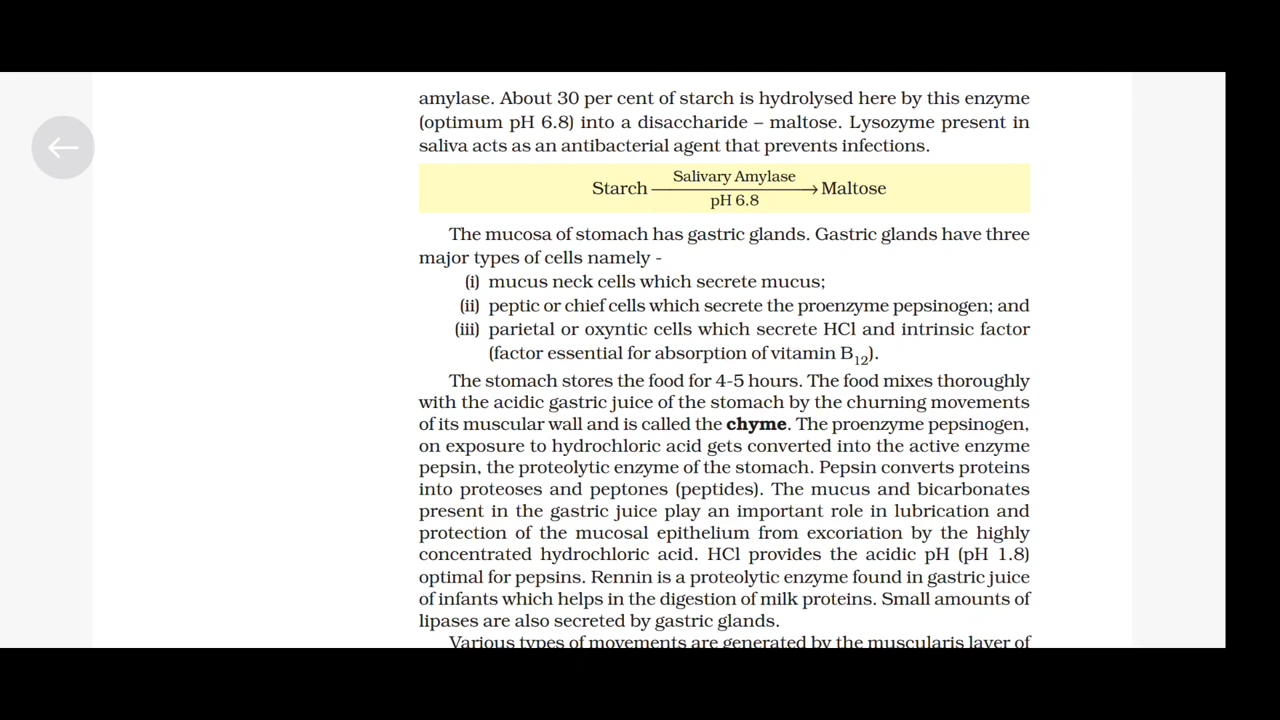 amylase. About 30 per cent of starch is hydrolysed here by this enzyme
(optimum pH 6.8) into a disaccharide – maltose. Lysozyme present in
saliva acts as an antibacterial agent that prevents infections.
Salivary Amylase
Starch ⟶ Maltose
pH 6.8
The mucosa of stomach has gastric glands. Gastric glands have three
major types of cells namely -
(i) mucus neck cells which secrete mucus;
(ii) peptic or chief cells which secrete the proenzyme pepsinogen; and
(iii) parietal or oxyntic cells which secrete HCl and intrinsic factor
(factor essential for absorption of vitamin B₁₂).
The stomach stores the food for 4-5 hours. The food mixes thoroughly
with the acidic gastric juice of the stomach by the churning movements
of its muscular wall and is called the chyme. The proenzyme pepsinogen,
on exposure to hydrochloric acid gets converted into the active enzyme
pepsin, the proteolytic enzyme of the stomach. Pepsin converts proteins
into proteoses and peptones (peptides). The mucus and bicarbonates
present in the gastric juice play an important role in lubrication and
protection of the mucosal epithelium from excoriation by the highly
concentrated hydrochloric acid. HCl provides the acidic pH (pH 1.8)
optimal for pepsins. Rennin is a proteolytic enzyme found in gastric juice
of infants which helps in the digestion of milk proteins. Small amounts of
lipases are also secreted by gastric glands.
Various types of movements are generated by the muscularis layer of